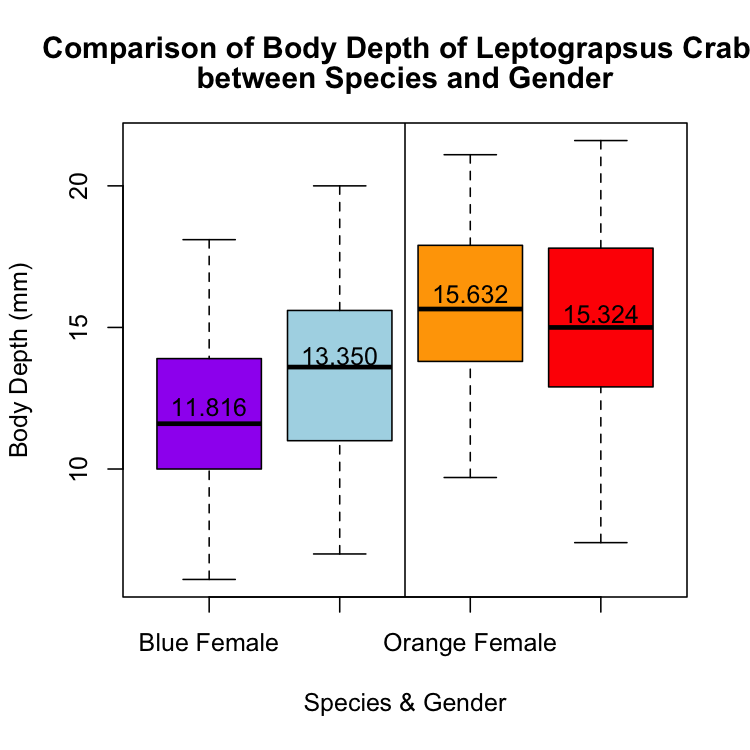 Comparison of Body Depth of Leptograpsus Crab
between Species and Gender
Body Depth (mm)
20
15
10
11.816
13.350
15.632
15.324
Blue Female
Orange Female
Species & Gender